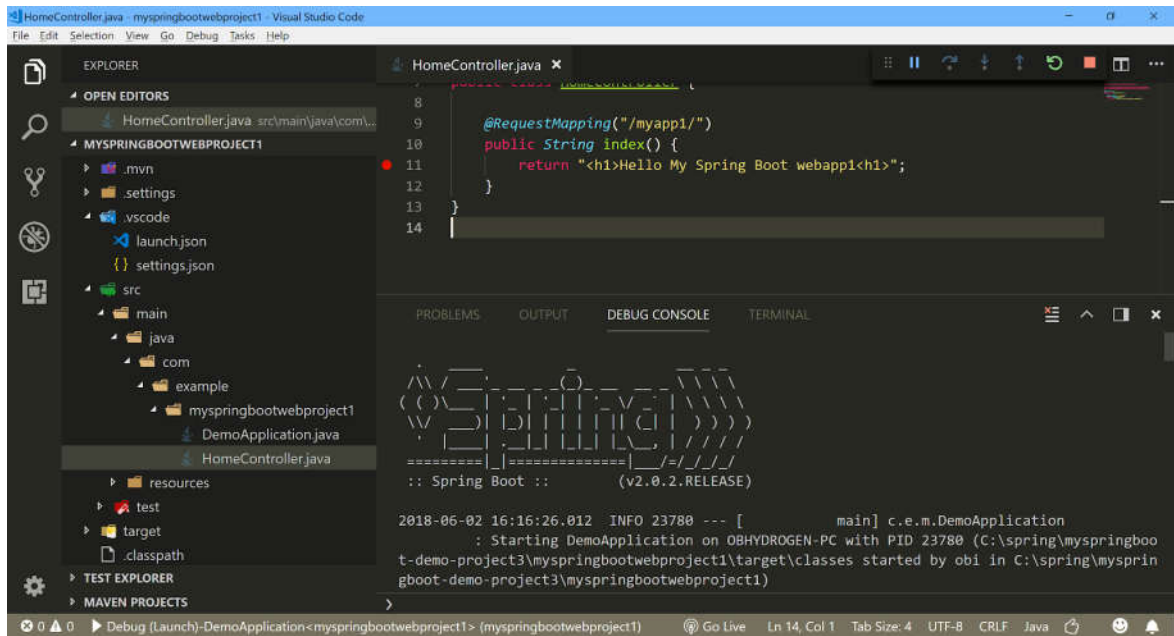 HomeController.java - myspringbootwebproject1 - Visual Studio Code
File Edit Selection View Go Debug Tasks Help
EXPLORER
OPEN EDITORS
HomeController.java src\main\java\com\...
MYSPRINGBOOTWEBPROJECT1
.mvn
.settings
.vscode
launch.json
{} settings.json
src
main
java
com
example
myspringbootwebproject1
DemoApplication.java
HomeController.java
resources
test
target
.classpath
TEST EXPLORER
MAVEN PROJECTS
HomeController.java
public class HomeController {
8
9 @RequestMapping("/myapp1/")
10 public String index() {
11 return "<h1>Hello My Spring Boot webapp1<h1>";
12 }
13 }
14
PROBLEMS OUTPUT DEBUG CONSOLE TERMINAL
Spring
:: Spring Boot :: (v2.0.2.RELEASE)
2018-06-02 16:16:26.012 INFO 23780 --- [ main] c.e.m.DemoApplication
: Starting DemoApplication on OBHYDROGEN-PC with PID 23780 (C:\spring\myspringboo
t-demo-project3\myspringbootwebproject1\target\classes started by obi in C:\spring\mysprin
gboot-demo-project3\myspringbootwebproject1)
0 0 Debug (Launch)-DemoApplication<myspringbootwebproject1> (myspringbootwebproject1) Go Live Ln 14, Col 1 Tab Size: 4 UTF-8 CRLF Java